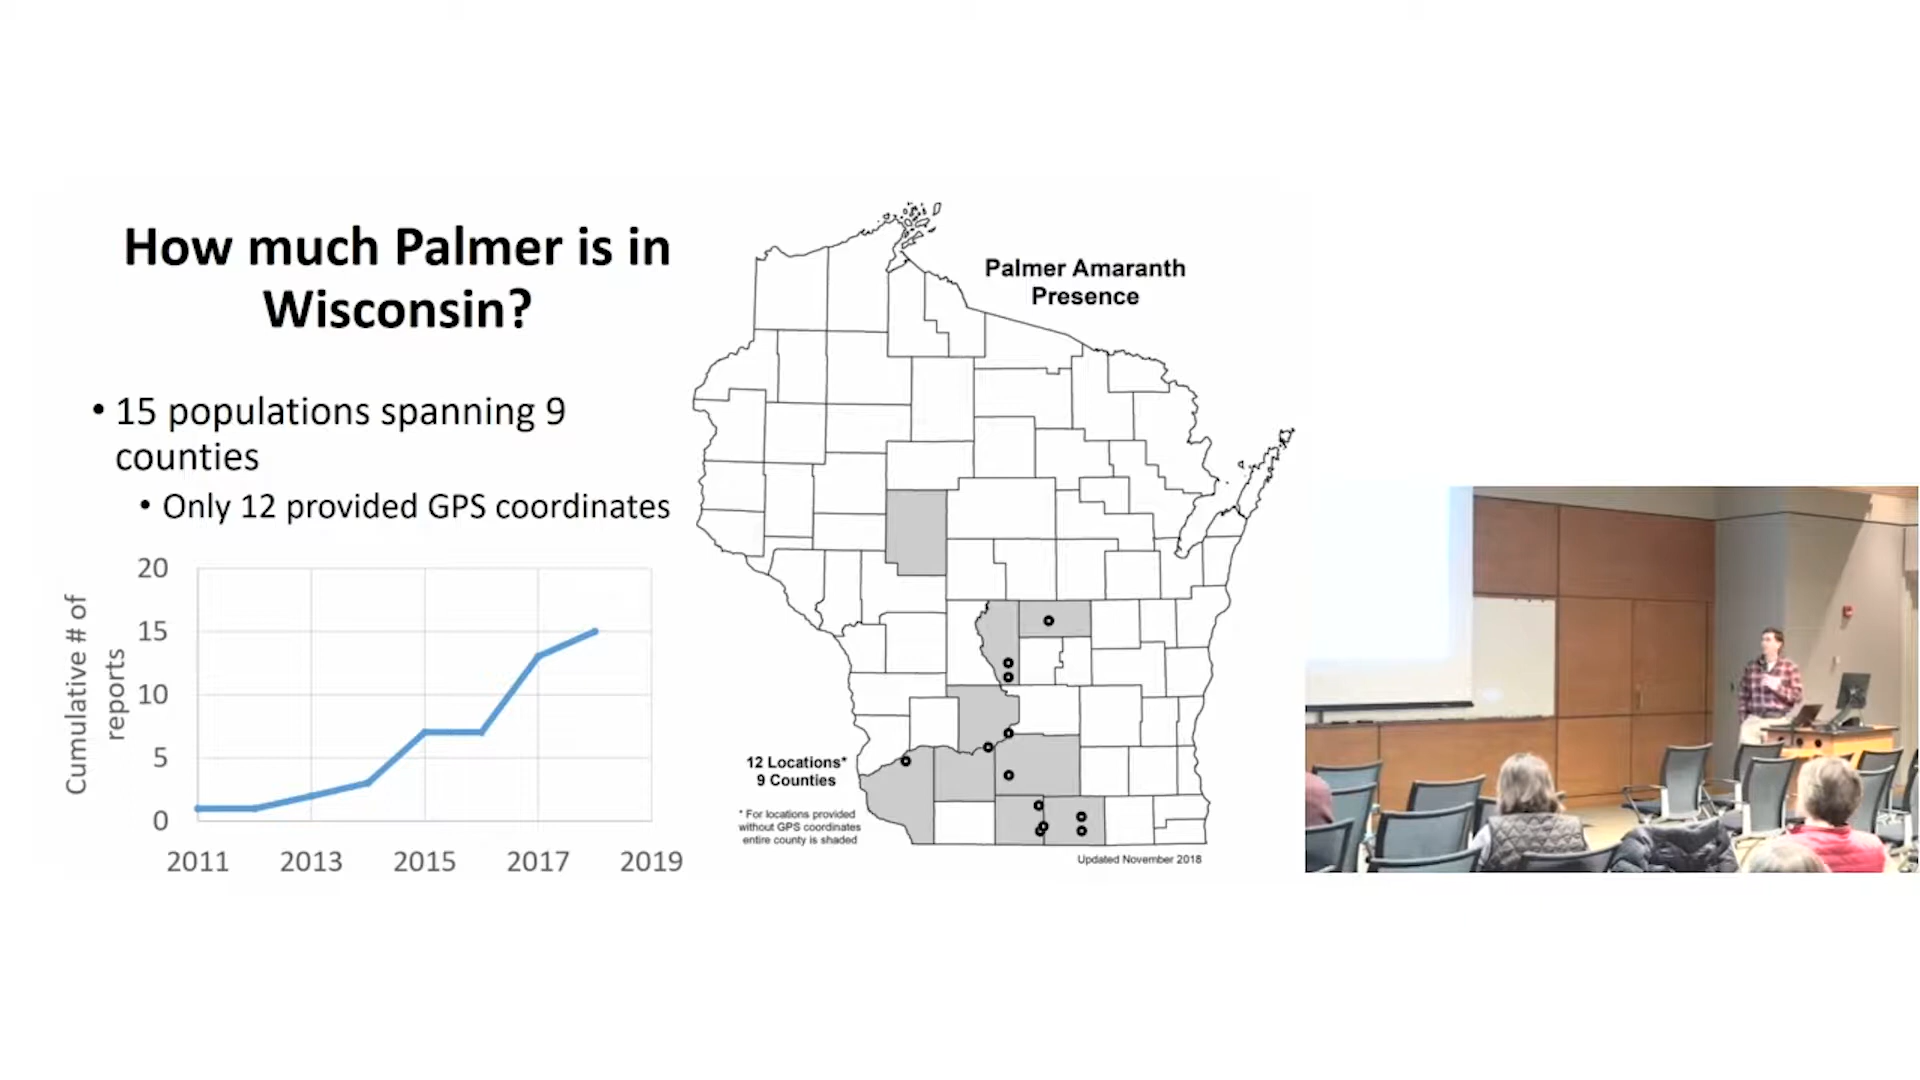 How much Palmer is in
Wisconsin?
• 15 populations spanning 9
counties
• Only 12 provided GPS coordinates
Cumulative # of
reports
20
15
10
5
0
2011
2013
2015
2017
2019
Palmer Amaranth
Presence
12 Locations*
9 Counties
* For locations provided
without GPS coordinates
entire county is shaded
Updated November 2018